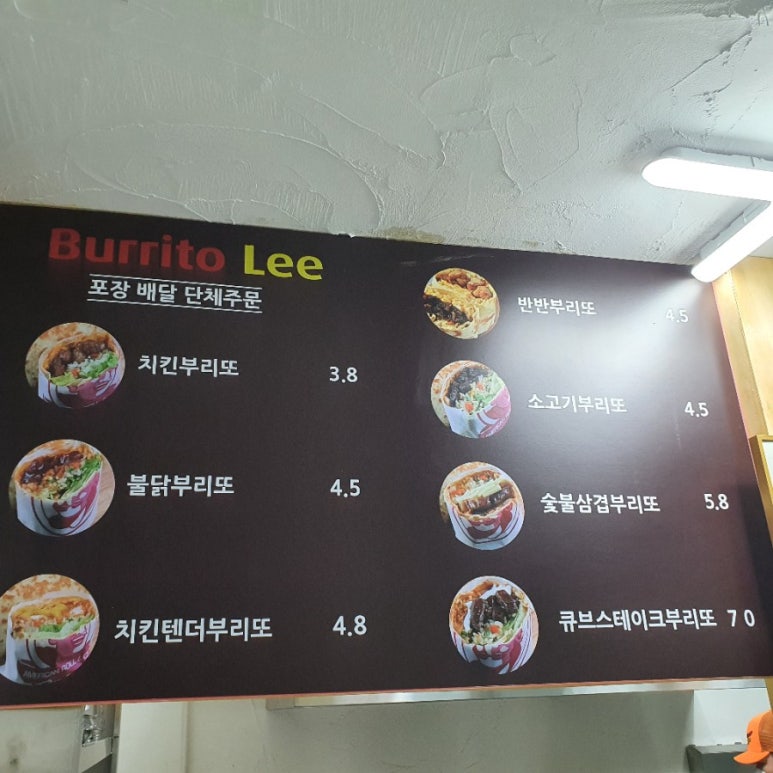 Burrito Lee
포장 배달 단체주문
치킨부리또 3.8
불닭부리또 4.5
치킨텐더부리또 4.8
반반부리또 4.5
소고기부리또 4.5
숯불삼겹부리또 5.8
큐브스테이크부리또 7 0